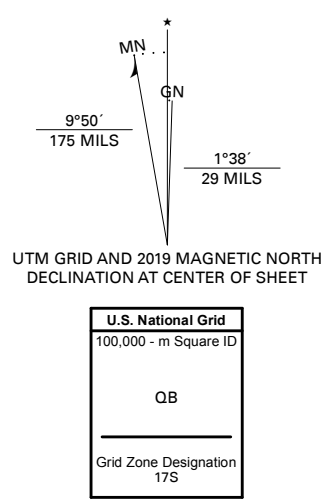 ★
MN
GN
9°50´
175 MILS
1°38´
29 MILS
UTM GRID AND 2019 MAGNETIC NORTH
DECLINATION AT CENTER OF SHEET
U.S. National Grid
100,000 - m Square ID
QB
Grid Zone Designation
17S